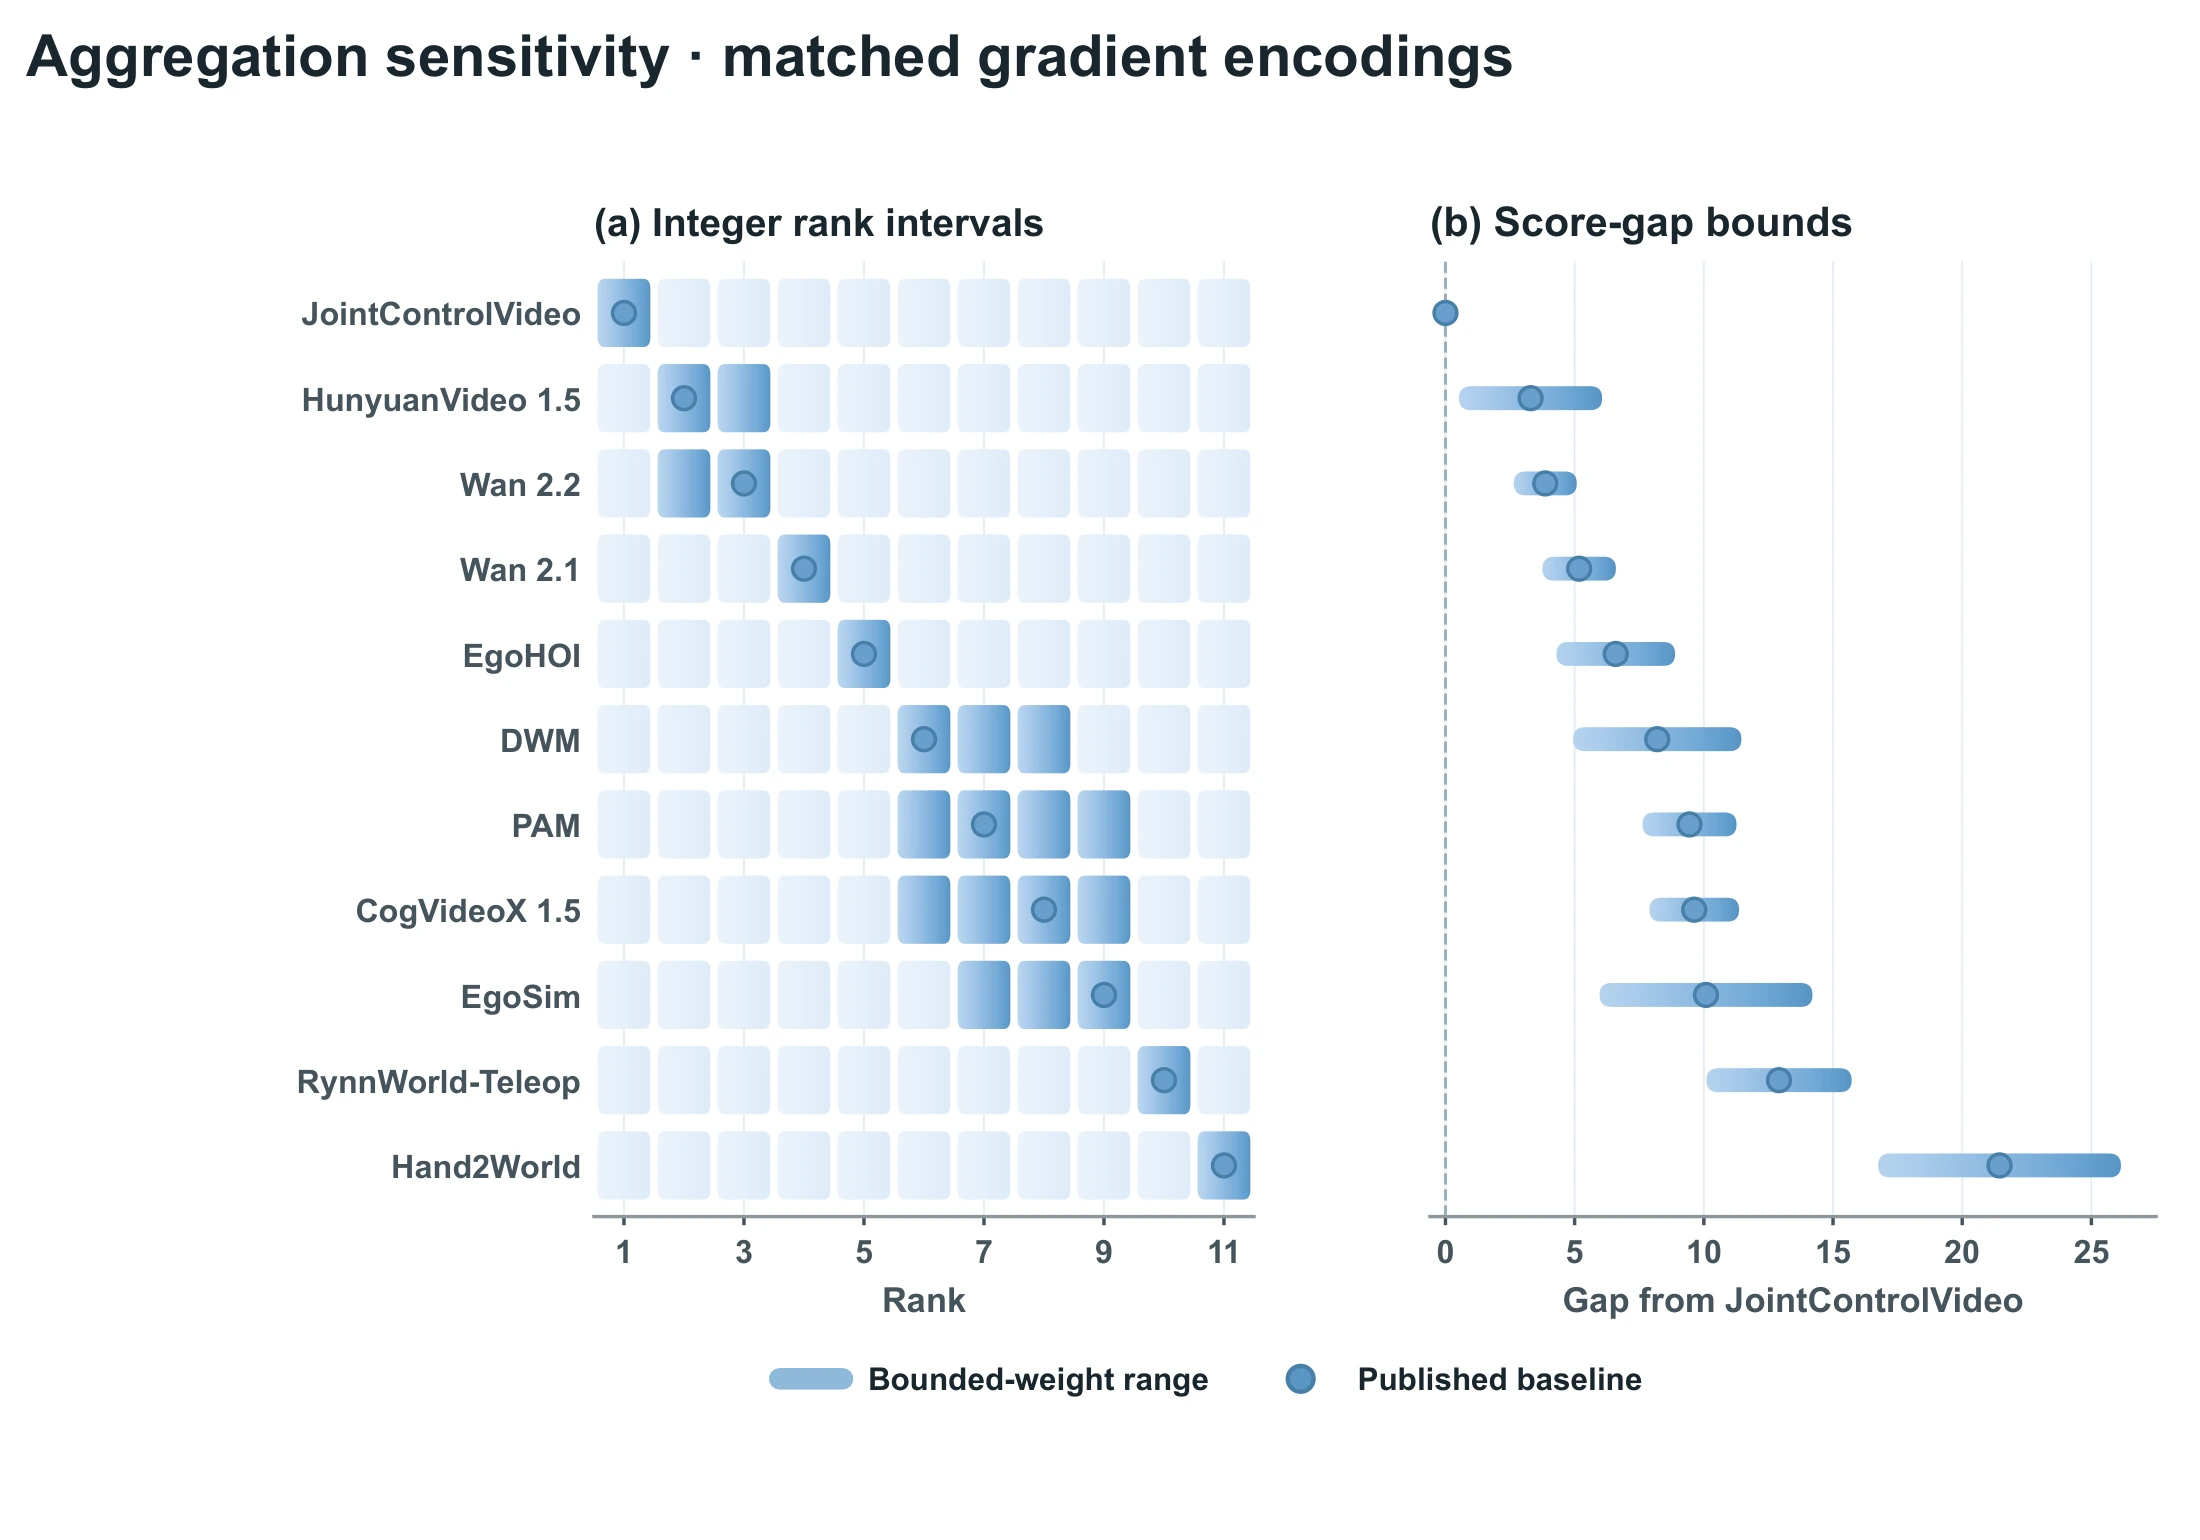 Aggregation sensitivity · matched gradient encodings
(a) Integer rank intervals
(b) Score-gap bounds
JointControlVideo
HunyuanVideo 1.5
Wan 2.2
Wan 2.1
EgoHOI
DWM
PAM
CogVideoX 1.5
EgoSim
RynnWorld-Teleop
Hand2World
1 3 5 7 9 11
0 5 10 15 20 25
Rank
Gap from JointControlVideo
Bounded-weight range
Published baseline